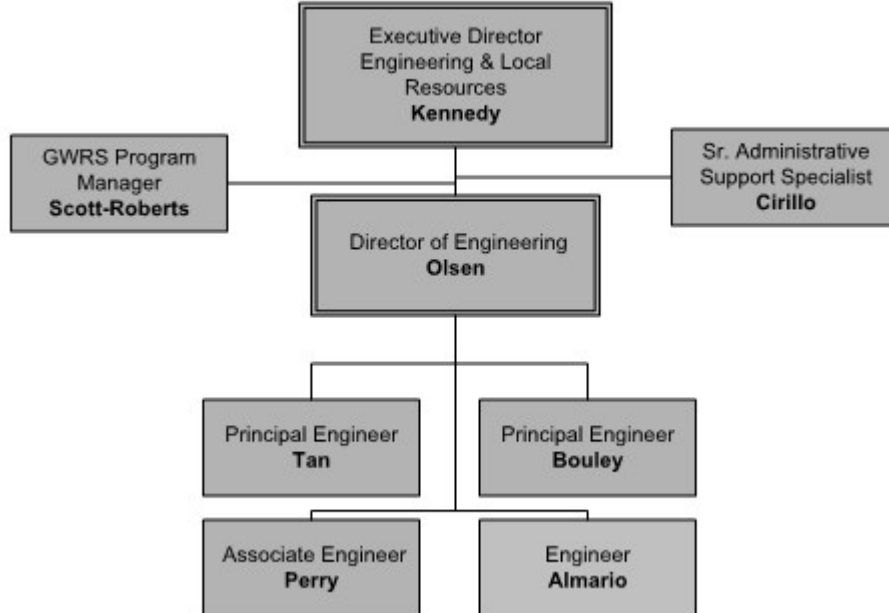 Executive Director
Engineering & Local
Resources
Kennedy
GWRS Program
Manager
Scott-Roberts
Sr. Administrative
Support Specialist
Cirillo
Director of Engineering
Olsen
Principal Engineer
Tan
Principal Engineer
Bouley
Associate Engineer
Perry
Engineer
Almario